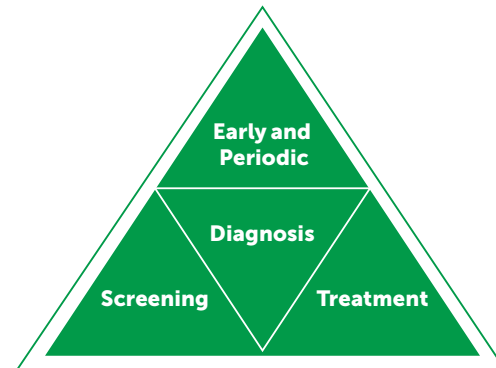 Early and
Periodic
Diagnosis
Screening
Treatment